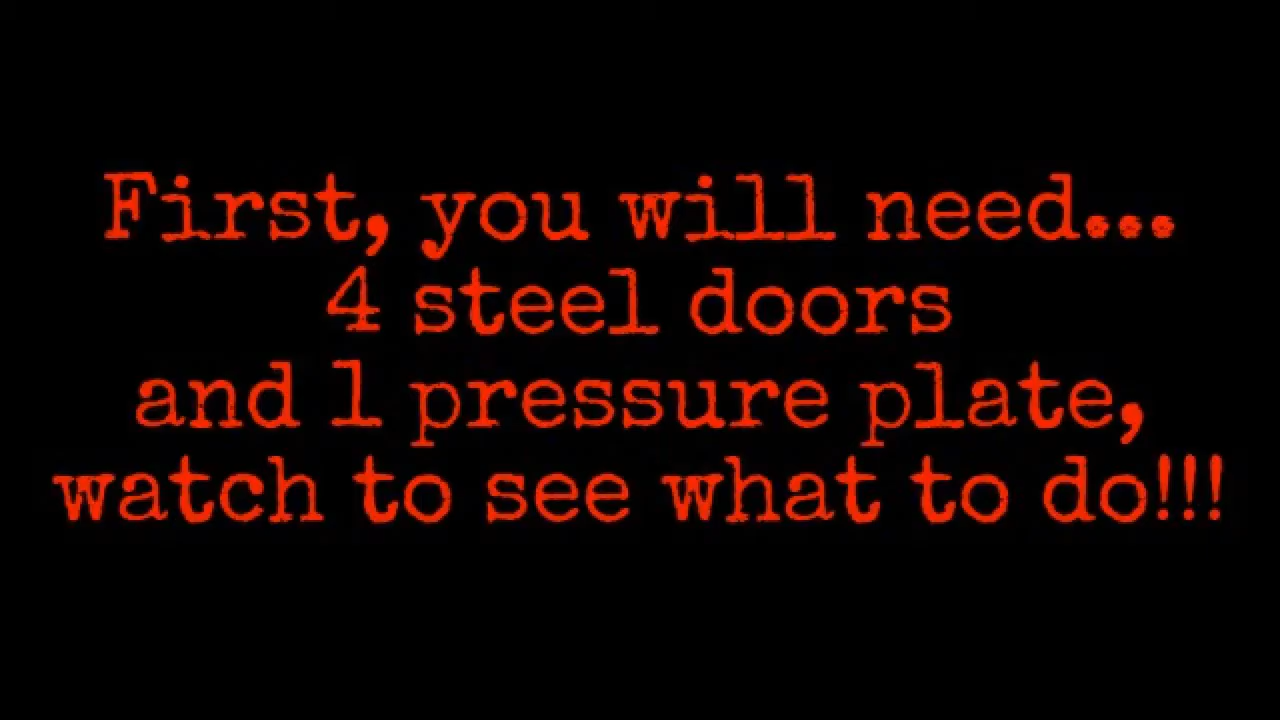 First, you will need...
4 steel doors
and 1 pressure plate,
watch to see what to do!!!